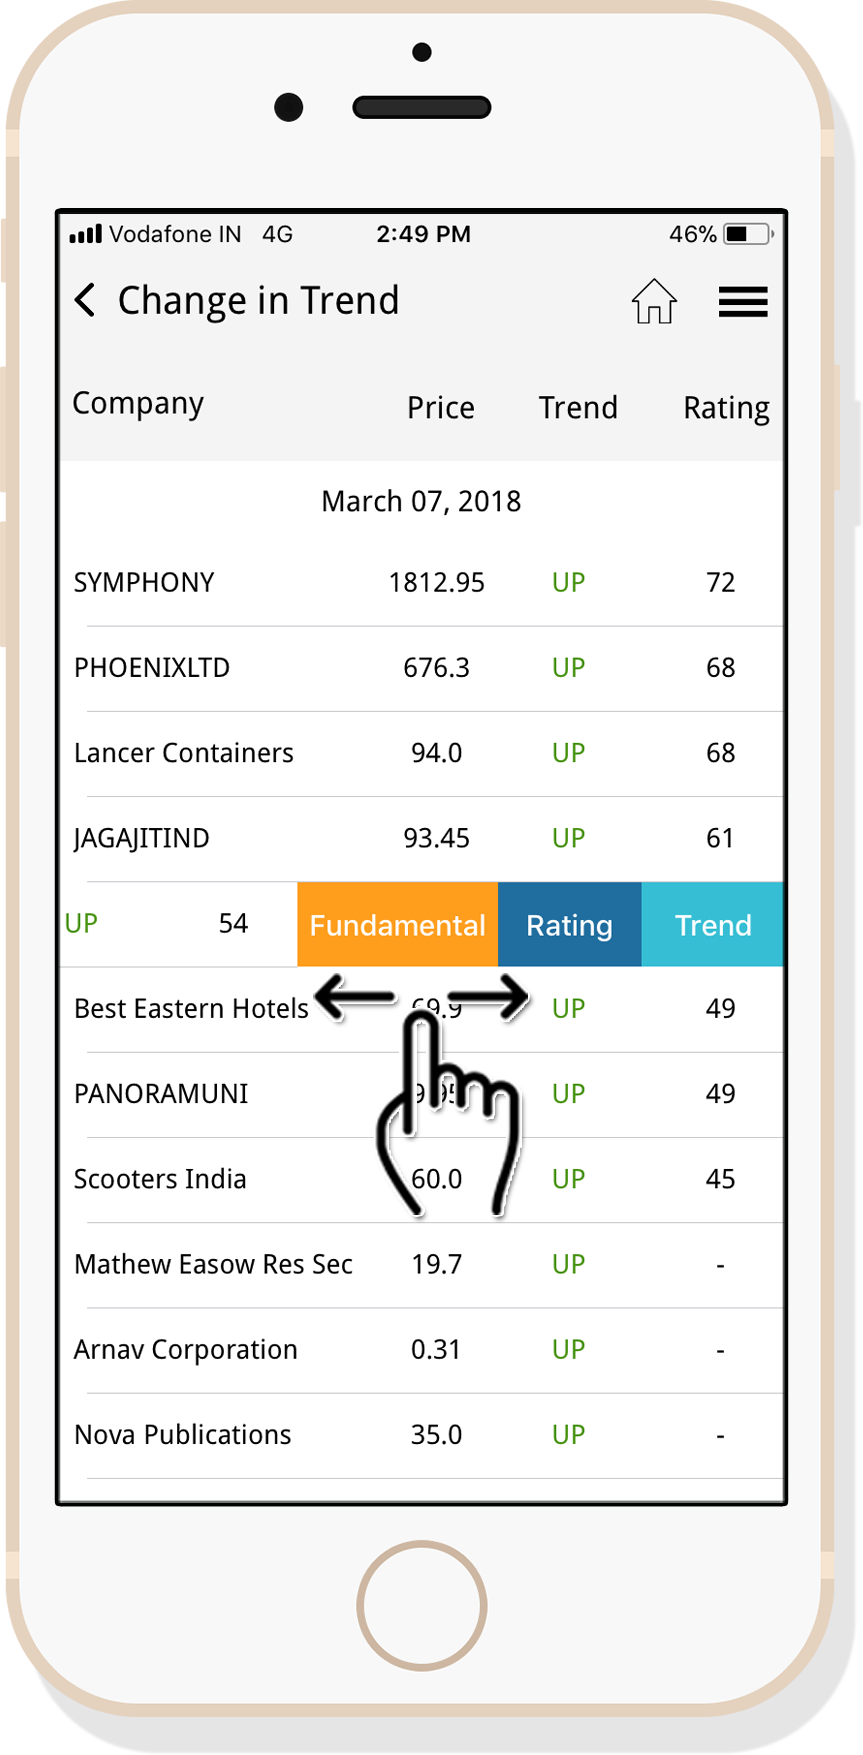 Vodafone IN 4G 2:49 PM 46%
Change in Trend
Company Price Trend Rating
March 07, 2018
SYMPHONY 1812.95 UP 72
PHOENIXLTD 676.3 UP 68
Lancer Containers 94.0 UP 68
JAGAJITIND 93.45 UP 61
UP 54 Fundamental Rating Trend
Best Eastern Hotels 69.9 UP 49
PANORAMUNI UP 49
Scooters India 60.0 UP 45
Mathew Easow Res Sec 19.7 UP -
Arnav Corporation 0.31 UP -
Nova Publications 35.0 UP -